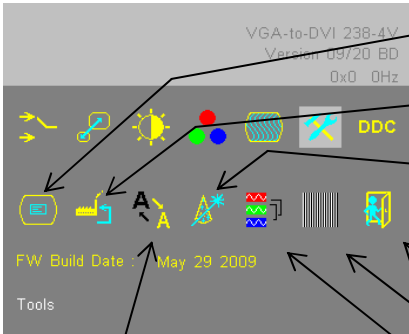 VGA-to-DVI 238-4V
Version 09/20 BD
0x0 0Hz
DDC
A A
FW Build Date : May 29 2009
Tools